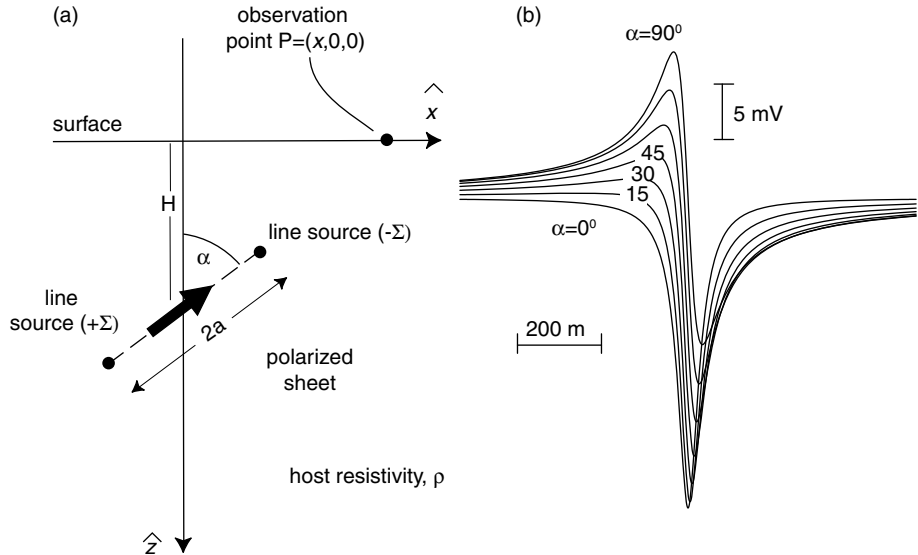 (a)
observation
point P=(x,0,0)
x̂
surface
H
α
line source (-Σ)
line
source (+Σ)
2a
polarized
sheet
host resistivity, ρ
ẑ
(b)
α=90⁰
5 mV
45
30
15
α=0⁰
200 m